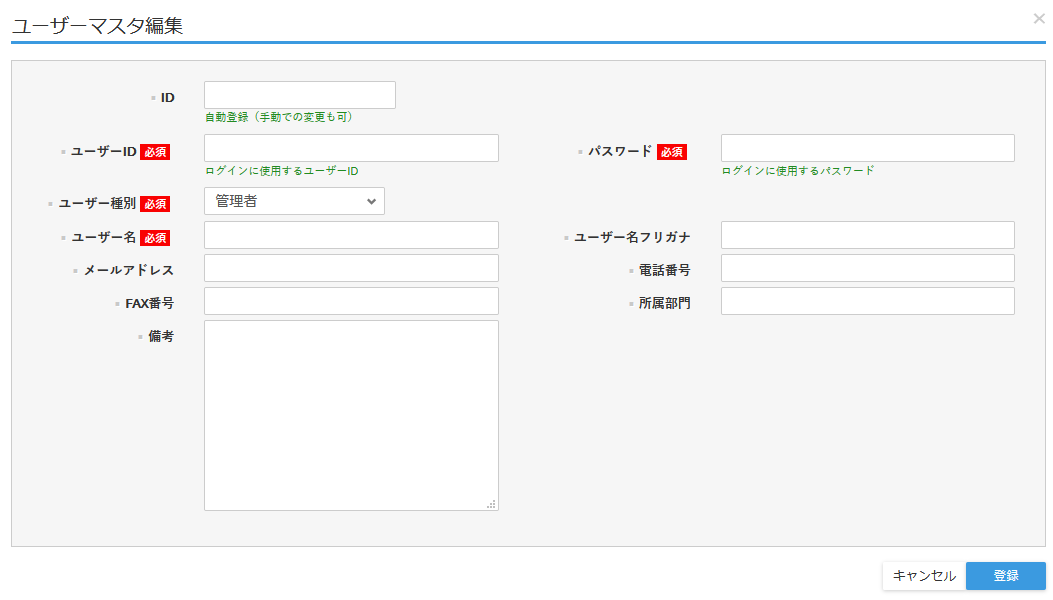 ユーザーマスタ編集
×
ID
自動登録（手動での変更も可）
ユーザーID 必須
ログインに使用するユーザーID
パスワード 必須
ログインに使用するパスワード
ユーザー種別 必須
管理者
ユーザー名 必須
ユーザー名フリガナ
メールアドレス
電話番号
FAX番号
所属部門
備考
キャンセル
登録